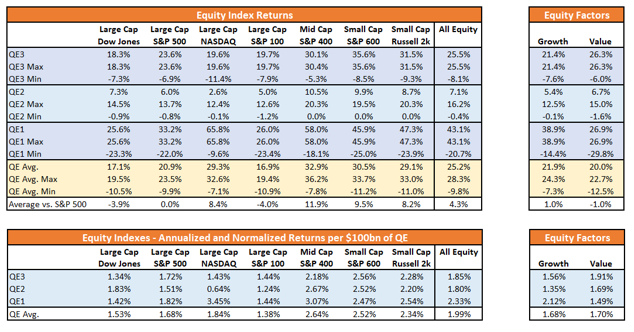 Equity Index Returns
Equity Factors
Large Cap Large Cap Large Cap Large Cap Mid Cap Small Cap Small Cap
Dow Jones S&P 500 NASDAQ S&P 100 S&P 400 S&P 600 Russell 2k All Equity Growth Value
QE3 18.3% 23.6% 19.6% 19.7% 30.1% 35.6% 31.5% 25.5% 21.4% 26.3%
QE3 Max 18.3% 23.6% 19.6% 19.7% 30.4% 35.6% 31.5% 25.5% 21.4% 26.3%
QE3 Min -7.3% -6.9% -11.4% -7.9% -5.3% -8.5% -9.3% -8.1% -7.6% -6.0%
QE2 7.3% 6.0% 2.6% 5.0% 10.5% 9.9% 8.7% 7.1% 5.4% 6.7%
QE2 Max 14.5% 13.7% 12.4% 12.6% 20.3% 19.5% 20.3% 16.2% 12.5% 15.0%
QE2 Min -0.9% -0.8% -0.1% -1.2% 0.0% 0.0% 0.0% -0.4% -0.1% -1.6%
QE1 25.6% 33.2% 65.8% 26.0% 58.0% 45.9% 47.3% 43.1% 38.9% 26.9%
QE1 Max 25.6% 33.2% 65.8% 26.0% 58.0% 45.9% 47.3% 43.1% 38.9% 26.9%
QE1 Min -23.3% -22.0% -9.6% -23.4% -18.1% -25.0% -23.9% -20.7% -14.4% -29.8%
QE Avg. 17.1% 20.9% 29.3% 16.9% 32.9% 30.5% 29.1% 25.2% 21.9% 20.0%
QE Avg. Max 19.5% 23.5% 32.6% 19.4% 36.2% 33.7% 33.0% 28.3% 24.3% 22.7%
QE Avg. Min -10.5% -9.9% -7.1% -10.9% -7.8% -11.2% -11.0% -9.8% -7.3% -12.5%
Average vs. S&P 500 -3.9% 0.0% 8.4% -4.0% 11.9% 9.5% 8.2% 4.3% 1.0% -1.0%
Equity Indexes - Annualized and Normalized Returns per $100bn of QE
Equity Factors
Large Cap Large Cap Large Cap Large Cap Mid Cap Small Cap Small Cap
Dow Jones S&P 500 NASDAQ S&P 100 S&P 400 S&P 600 Russell 2k All Equity Growth Value
QE3 1.34% 1.72% 1.43% 1.44% 2.18% 2.56% 2.28% 1.85% 1.56% 1.91%
QE2 1.83% 1.51% 0.64% 1.24% 2.67% 2.52% 2.20% 1.80% 1.35% 1.69%
QE1 1.42% 1.82% 3.45% 1.44% 3.07% 2.47% 2.54% 2.33% 2.12% 1.49%
QE Avg. 1.53% 1.68% 1.84% 1.38% 2.64% 2.52% 2.34% 1.99% 1.68% 1.70%